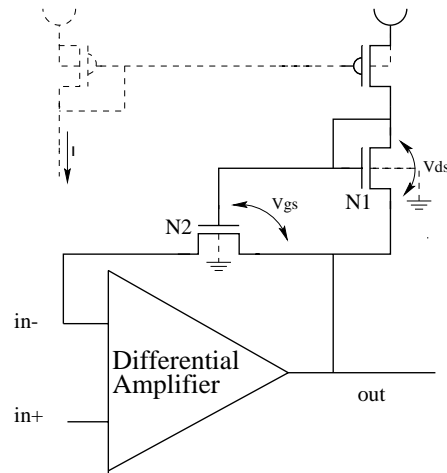 I
Vds
N1
Vgs
N2
in-
Differential
Amplifier
in+
out